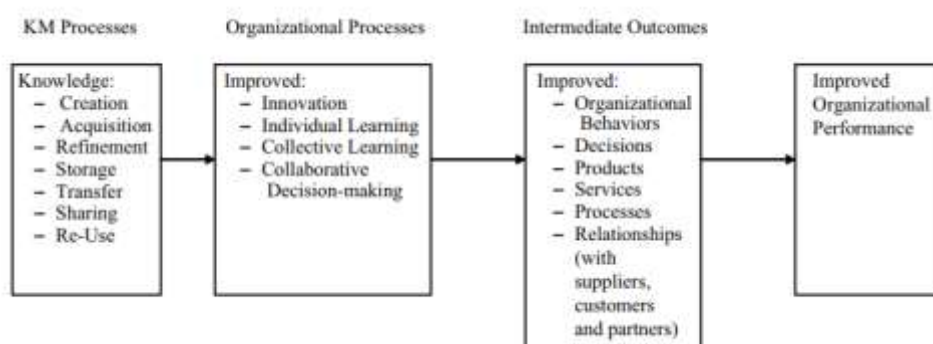 KM Processes
Organizational Processes
Intermediate Outcomes
Knowledge:
– Creation
– Acquisition
– Refinement
– Storage
– Transfer
– Sharing
– Re-Use
Improved:
– Innovation
– Individual Learning
– Collective Learning
– Collaborative
Decision-making
Improved:
– Organizational
Behaviors
– Decisions
– Products
– Services
– Processes
– Relationships
(with
suppliers,
customers
and partners)
Improved
Organizational
Performance